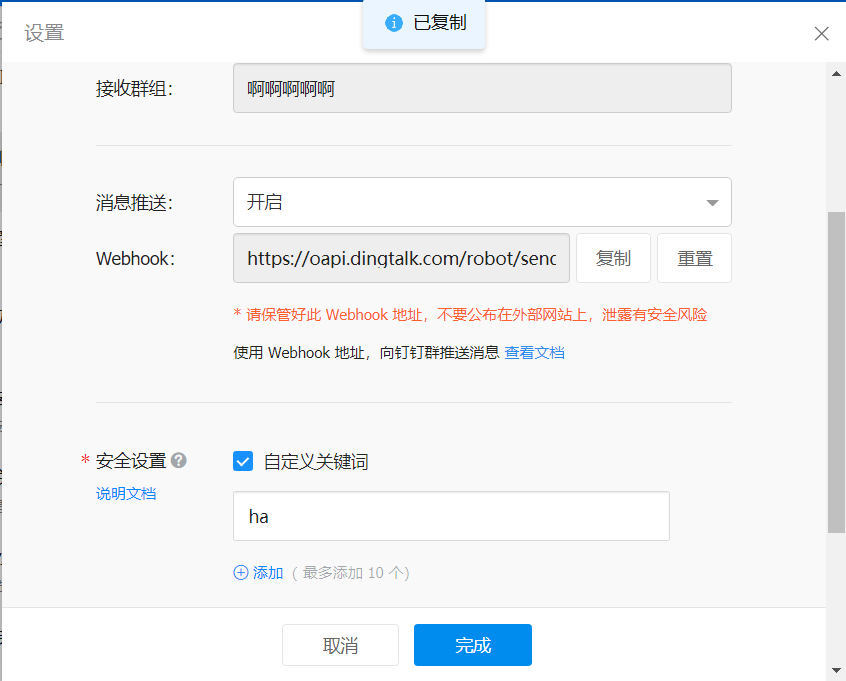 已复制
设置
接收群组：
啊啊啊啊啊
消息推送：
开启
Webhook：
https://oapi.dingtalk.com/robot/send
复制
重置
* 请保管好此 Webhook 地址，不要公布在外部网站上，泄露有安全风险
使用 Webhook 地址，向钉钉群推送消息 查看文档
* 安全设置
自定义关键词
说明文档
ha
添加（ 最多添加 10 个）
取消
完成